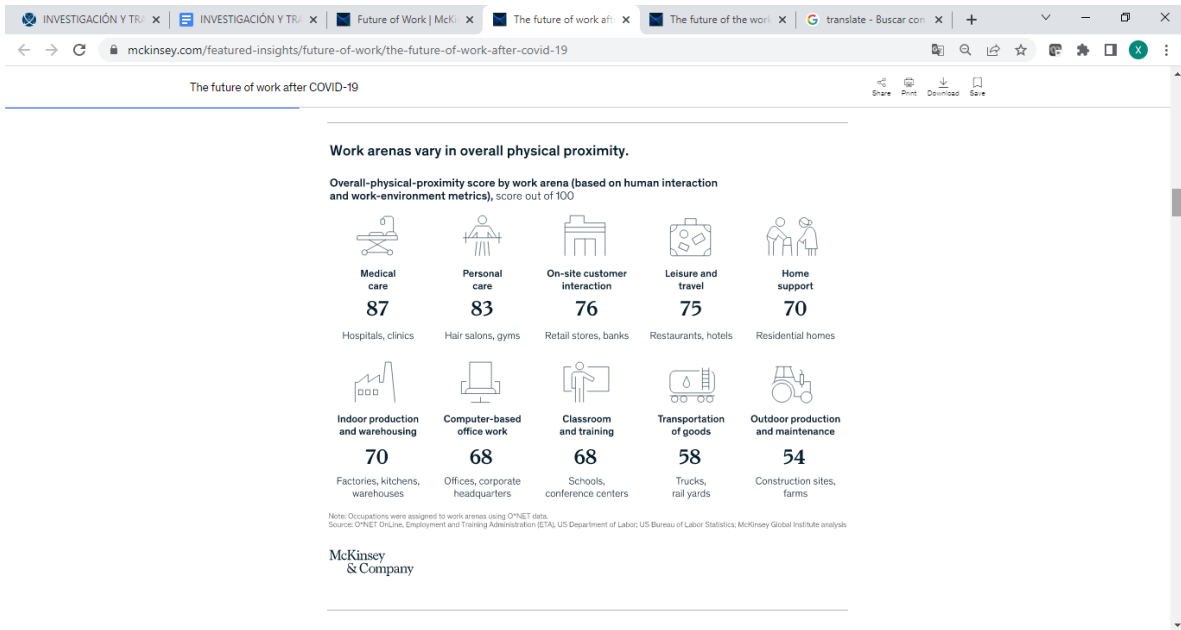 INVESTIGACIÓN Y TR
INVESTIGACIÓN Y TR
Future of Work | McKi
The future of work aft
The future of the work
translate - Buscar con
mckinsey.com/featured-insights/future-of-work/the-future-of-work-after-covid-19
X
The future of work after COVID-19
Share Print Download Save
Work arenas vary in overall physical proximity.
Overall-physical-proximity score by work arena (based on human interaction
and work-environment metrics), score out of 100
Medical care
87
Hospitals, clinics
Personal care
83
Hair salons, gyms
On-site customer interaction
76
Retail stores, banks
Leisure and travel
75
Restaurants, hotels
Home support
70
Residential homes
Indoor production and warehousing
70
Factories, kitchens, warehouses
Computer-based office work
68
Offices, corporate headquarters
Classroom and training
68
Schools, conference centers
Transportation of goods
58
Trucks, rail yards
Outdoor production and maintenance
54
Construction sites, farms
Note: Occupations were assigned to work arenas using O*NET data.
Source: O*NET OnLine, Employment and Training Administration (ETA), US Department of Labor; US Bureau of Labor Statistics; McKinsey Global Institute analysis
McKinsey
& Company